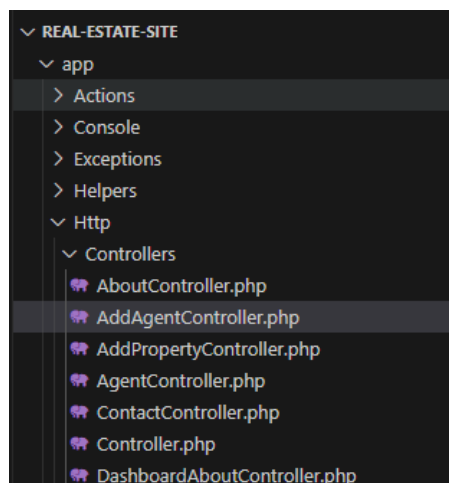 REAL-ESTATE-SITE
app
Actions
Console
Exceptions
Helpers
Http
Controllers
AboutController.php
AddAgentController.php
AddPropertyController.php
AgentController.php
ContactController.php
Controller.php
DashboardAboutController.php